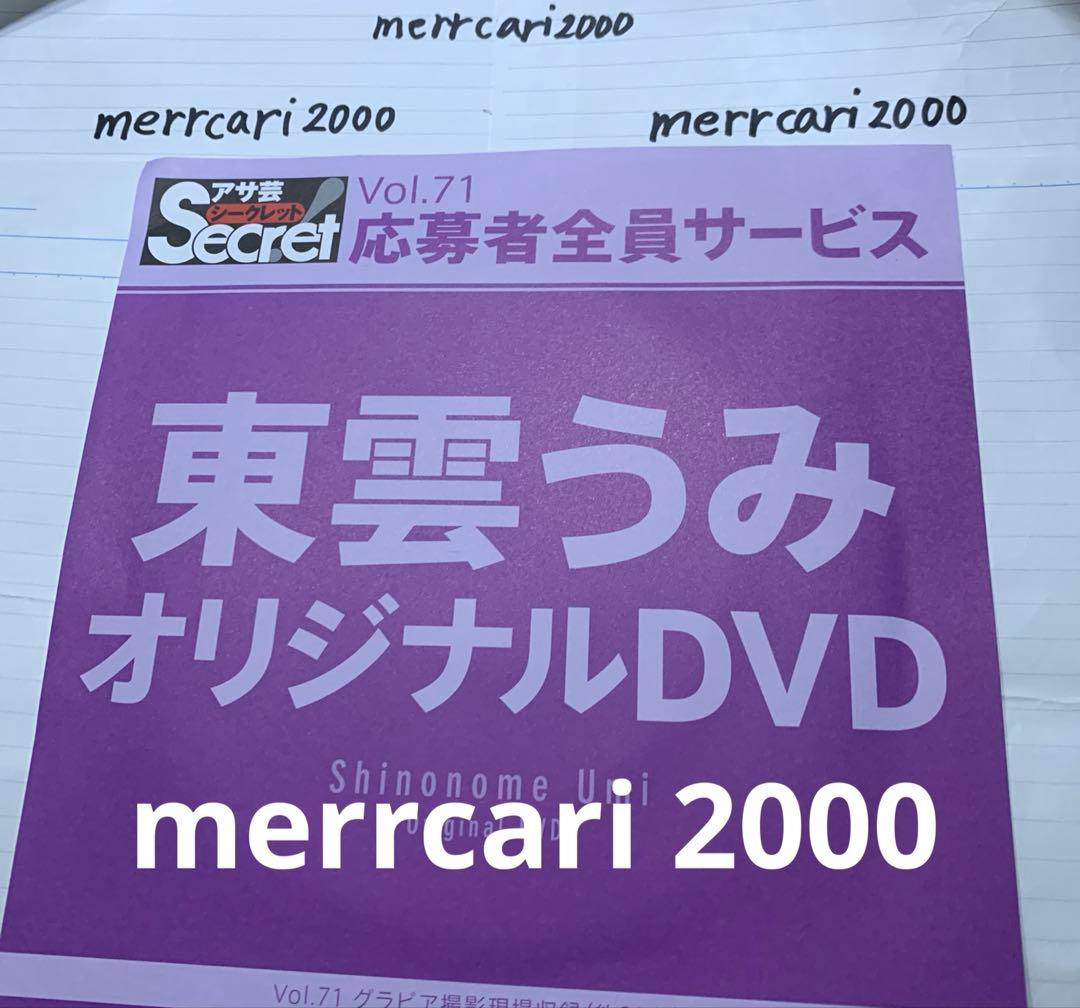 merrcari2000
merrcari2000 merrcari2000
アサ芸
シークレット!
Secret
Vol.71
応募者全員サービス
東雲うみ
オリジナルDVD
Shinonome Umi
Original DVD
merrcari 2000
Vol.71 グラビア撮影現場収録